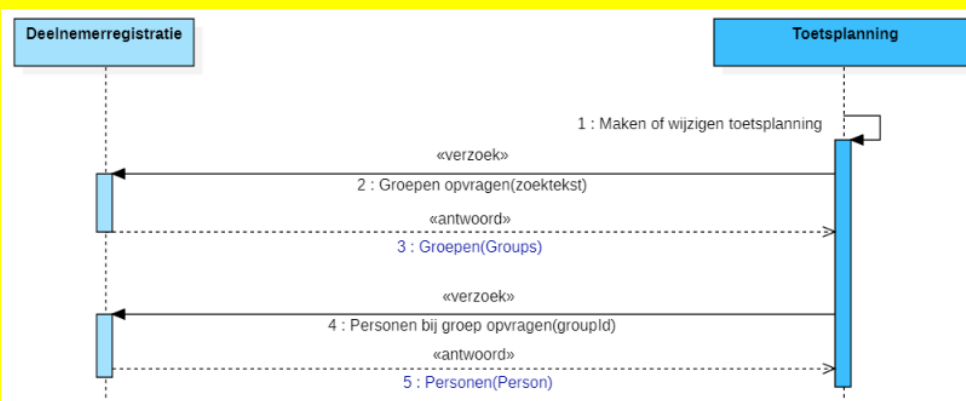 Deelnemerregistratie
Toetsplanning
1 : Maken of wijzigen toetsplanning
«verzoek»
2 : Groepen opvragen(zoektekst)
«antwoord»
3 : Groepen(Groups)
«verzoek»
4 : Personen bij groep opvragen(groupId)
«antwoord»
5 : Personen(Person)